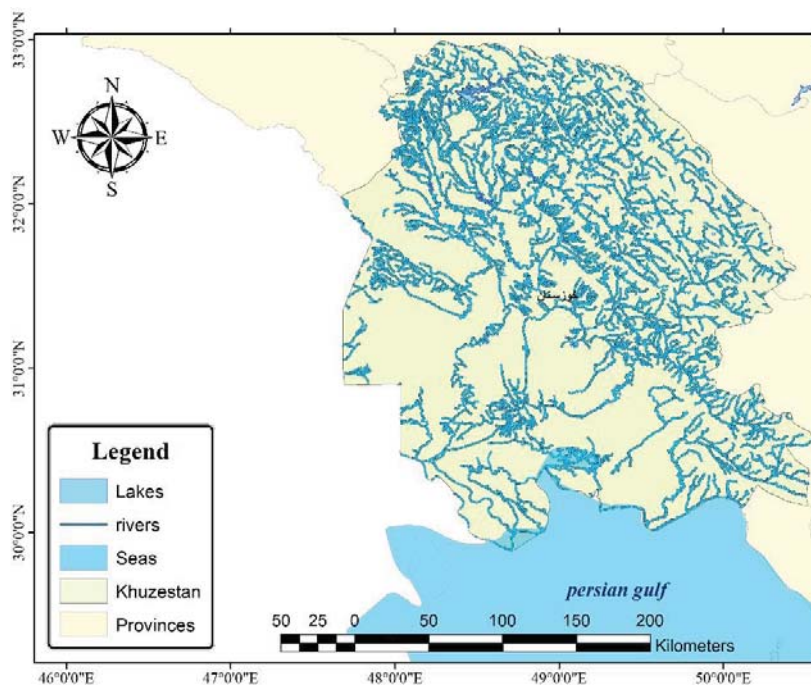 33°0'0"N
32°0'0"N
31°0'0"N
30°0'0"N
N
W E
S
خوزستان
Legend
Lakes
rivers
Seas
Khuzestan
Provinces
persian gulf
50 25 0 50 100 150 200
Kilometers
46°0'0"E 47°0'0"E 48°0'0"E 49°0'0"E 50°0'0"E